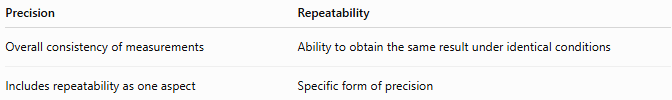 Precision Repeatability
Overall consistency of measurements Ability to obtain the same result under identical conditions
Includes repeatability as one aspect Specific form of precision